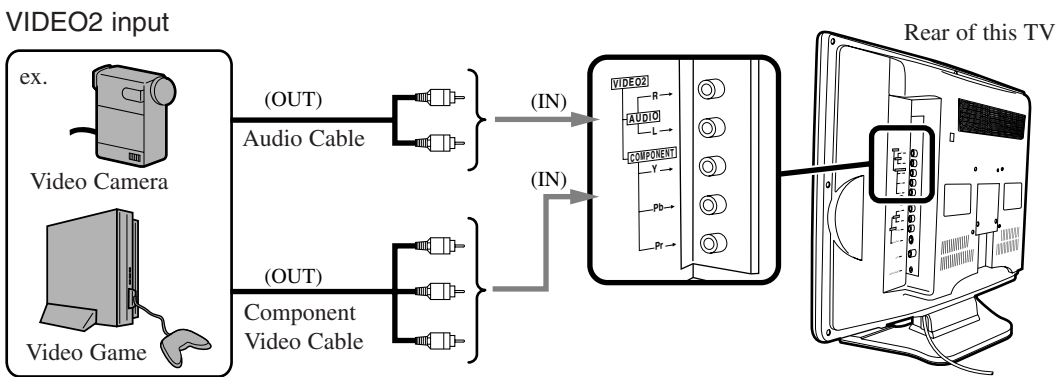 VIDEO2 input
Rear of this TV
ex.
Video Camera
Video Game
(OUT)
Audio Cable
(OUT)
Component
Video Cable
(IN)
(IN)
VIDEO2
R→
AUDIO
L→
COMPONENT
Y→
Pb→
Pr→